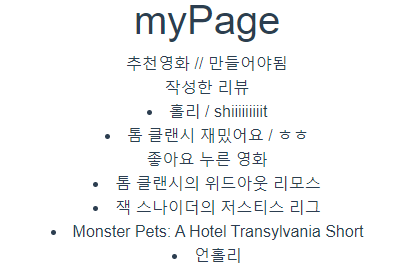 myPage
추천영화 // 만들어야됨
작성한 리뷰
• 홀리 / shiiiiiiiiit
• 톰 클랜시 재밌어요 / ㅎㅎ
좋아요 누른 영화
• 톰 클랜시의 위드아웃 리모스
• 잭 스나이더의 저스티스 리그
• Monster Pets: A Hotel Transylvania Short
• 언홀리